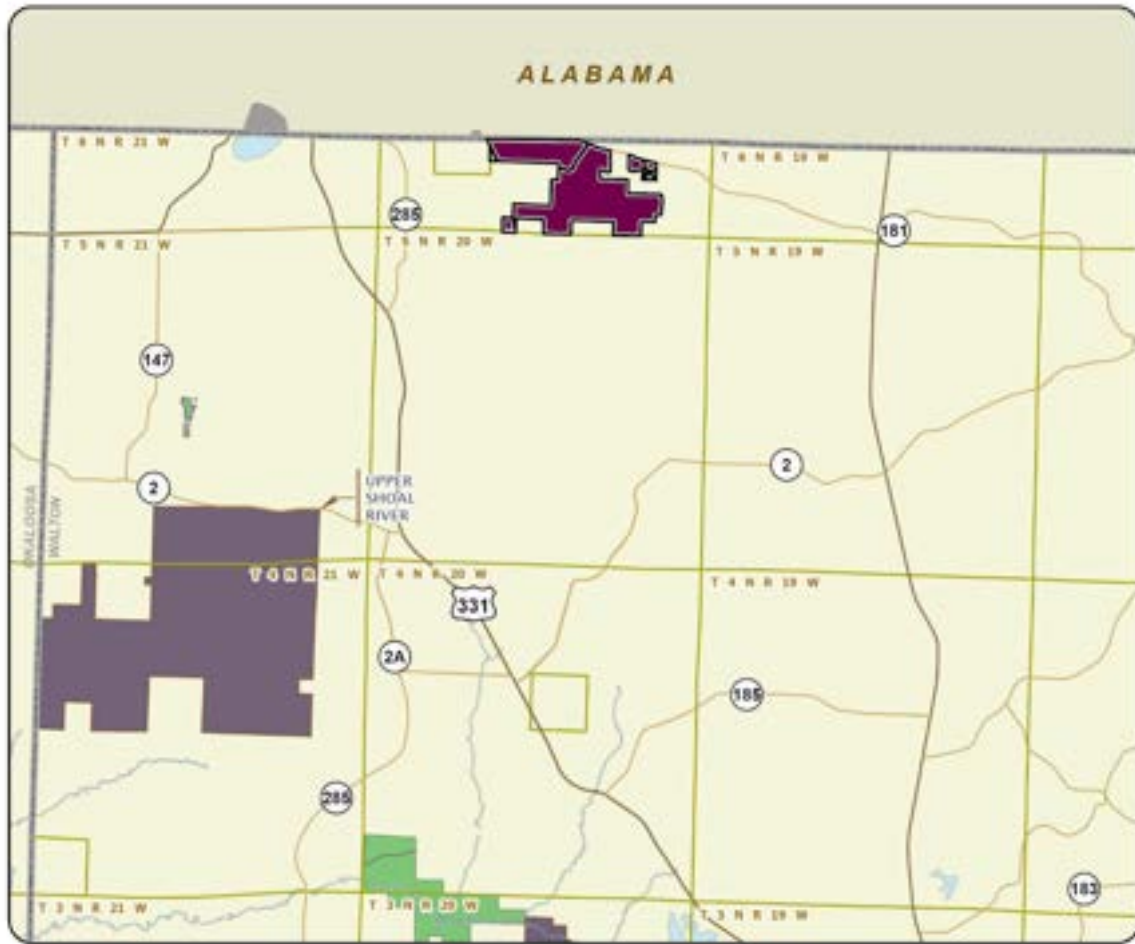 ALABAMA
T 6 N R 21 W
T 6 N R 19 W
285
181
T 5 N R 21 W
T 5 N R 20 W
T 5 N R 19 W
147
2
2
UPPER
SHOAL
RIVER
OKALOOSA
WALTON
T 4 N R 21 W
T 4 N R 20 W
T 4 N R 19 W
331
2A
185
285
183
T 3 N R 21 W
T 3 N R 20 W
T 3 N R 19 W